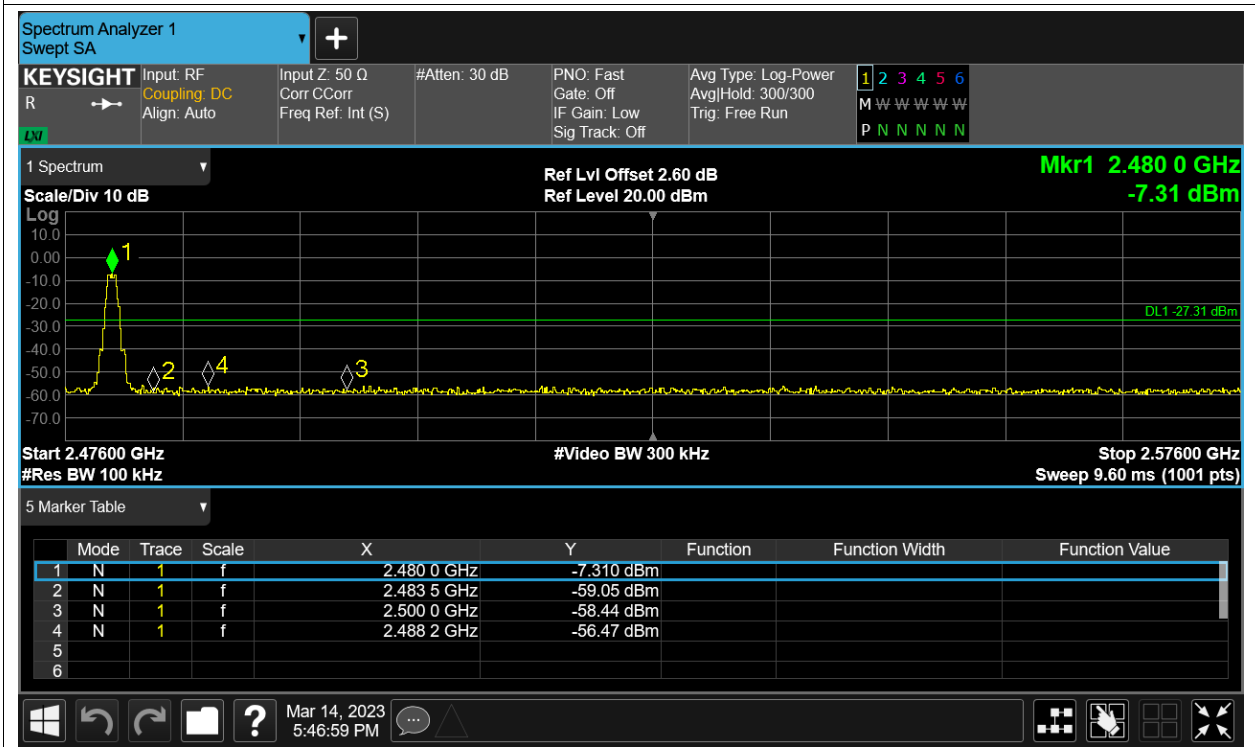 Spectrum Analyzer 1
Swept SA
KEYSIGHT
R
LXI
Input: RF
Coupling: DC
Align: Auto
Input Z: 50 Ω
Corr CCorr
Freq Ref: Int (S)
#Atten: 30 dB
PNO: Fast
Gate: Off
IF Gain: Low
Sig Track: Off
Avg Type: Log-Power
Avg|Hold: 300/300
Trig: Free Run
1 2 3 4 5 6
M W W W W W
P N N N N N
1 Spectrum
Scale/Div 10 dB
Ref Lvl Offset 2.60 dB
Ref Level 20.00 dBm
Mkr1 2.480 0 GHz
-7.31 dBm
Log
10.0
0.00
-10.0
-20.0
-30.0
-40.0
-50.0
-60.0
-70.0
1
2
4
3
DL1 -27.31 dBm
Start 2.47600 GHz
#Res BW 100 kHz
#Video BW 300 kHz
Stop 2.57600 GHz
Sweep 9.60 ms (1001 pts)
5 Marker Table
Mode Trace Scale X Y Function Function Width Function Value
1 N 1 f 2.480 0 GHz -7.310 dBm
2 N 1 f 2.483 5 GHz -59.05 dBm
3 N 1 f 2.500 0 GHz -58.44 dBm
4 N 1 f 2.488 2 GHz -56.47 dBm
5
6
?
Mar 14, 2023
5:46:59 PM